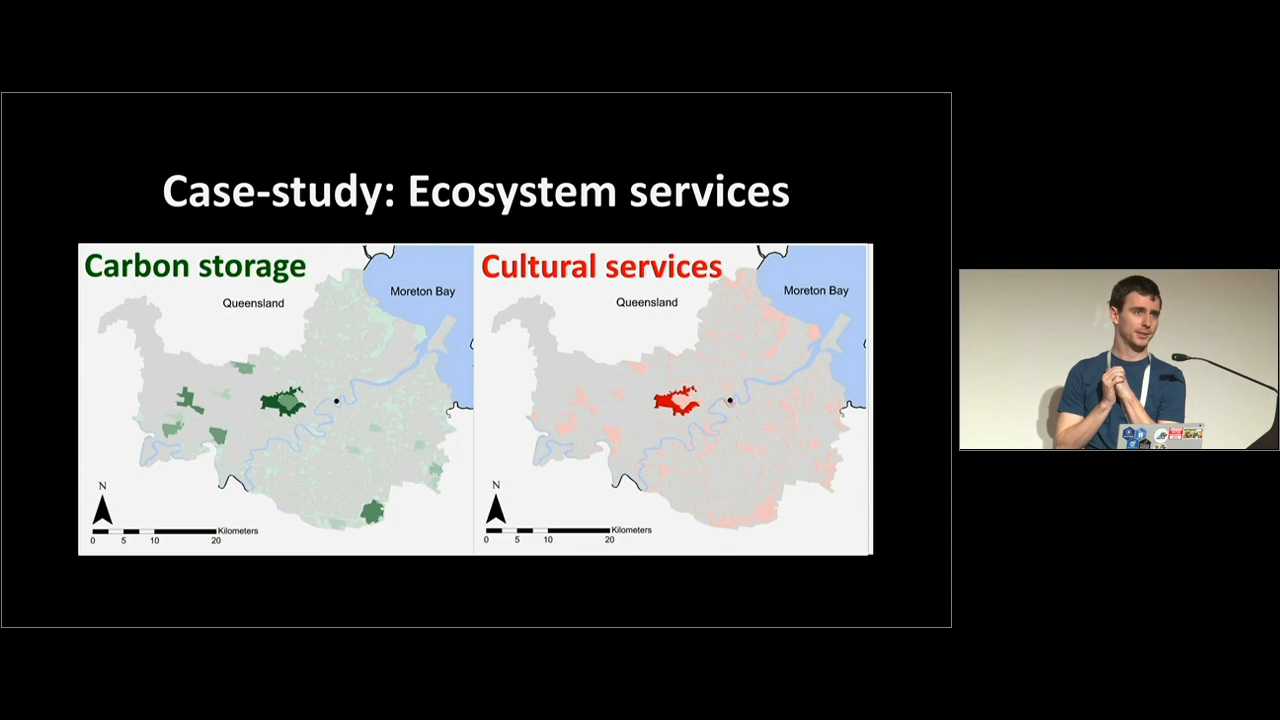 Case-study: Ecosystem services
Carbon storage
Queensland
Moreton Bay
N
Kilometers
0 5 10 20
Cultural services
Queensland
Moreton Bay
N
Kilometers
0 5 10 20